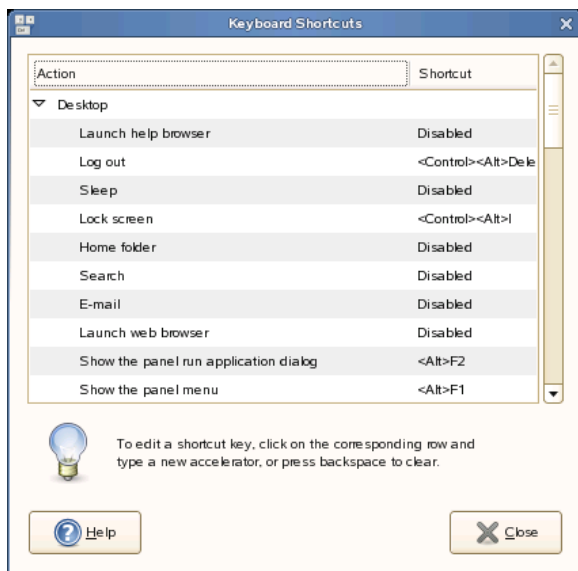 Keyboard Shortcuts
Action Shortcut
Desktop
Launch help browser Disabled
Log out <Control><Alt>Dele
Sleep Disabled
Lock screen <Control><Alt>l
Home folder Disabled
Search Disabled
E-mail Disabled
Launch web browser Disabled
Show the panel run application dialog <Alt>F2
Show the panel menu <Alt>F1
To edit a shortcut key, click on the corresponding row and
type a new accelerator, or press backspace to clear.
Help Close